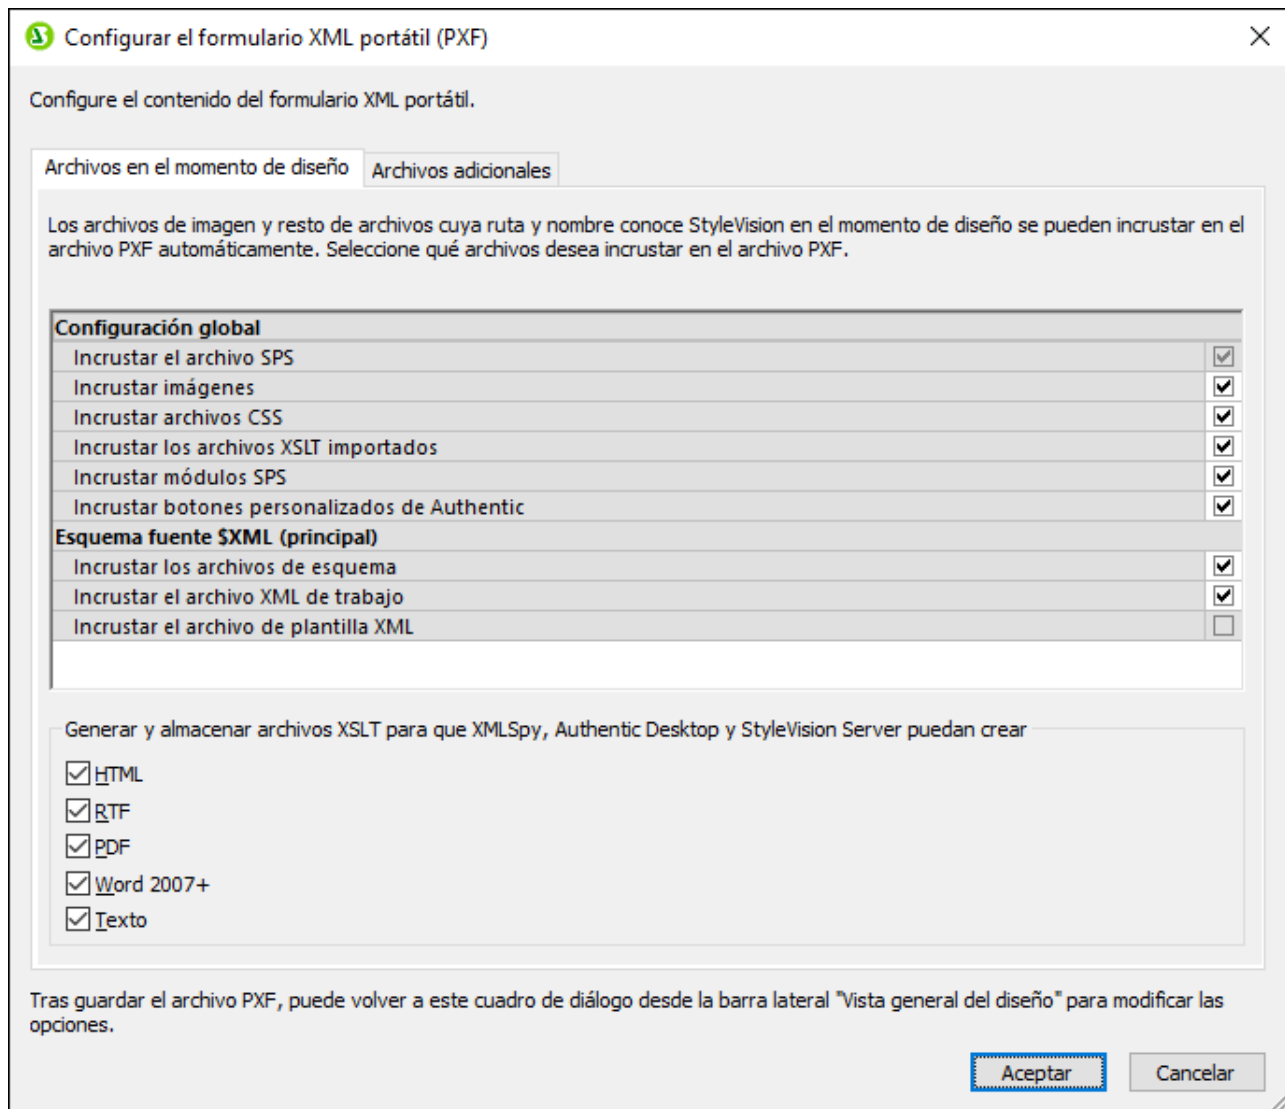 Configurar el formulario XML portátil (PXF)
Configure el contenido del formulario XML portátil.
Archivos en el momento de diseño
Archivos adicionales
Los archivos de imagen y resto de archivos cuya ruta y nombre conoce StyleVision en el momento de diseño se pueden incrustar en el
archivo PXF automáticamente. Seleccione qué archivos desea incrustar en el archivo PXF.
Configuración global
Incrustar el archivo SPS
Incrustar imágenes
Incrustar archivos CSS
Incrustar los archivos XSLT importados
Incrustar módulos SPS
Incrustar botones personalizados de Authentic
Esquema fuente $XML (principal)
Incrustar los archivos de esquema
Incrustar el archivo XML de trabajo
Incrustar el archivo de plantilla XML
Generar y almacenar archivos XSLT para que XMLSpy, Authentic Desktop y StyleVision Server puedan crear
HTML
RTF
PDF
Word 2007+
Texto
Tras guardar el archivo PXF, puede volver a este cuadro de diálogo desde la barra lateral "Vista general del diseño" para modificar las
opciones.
Aceptar
Cancelar